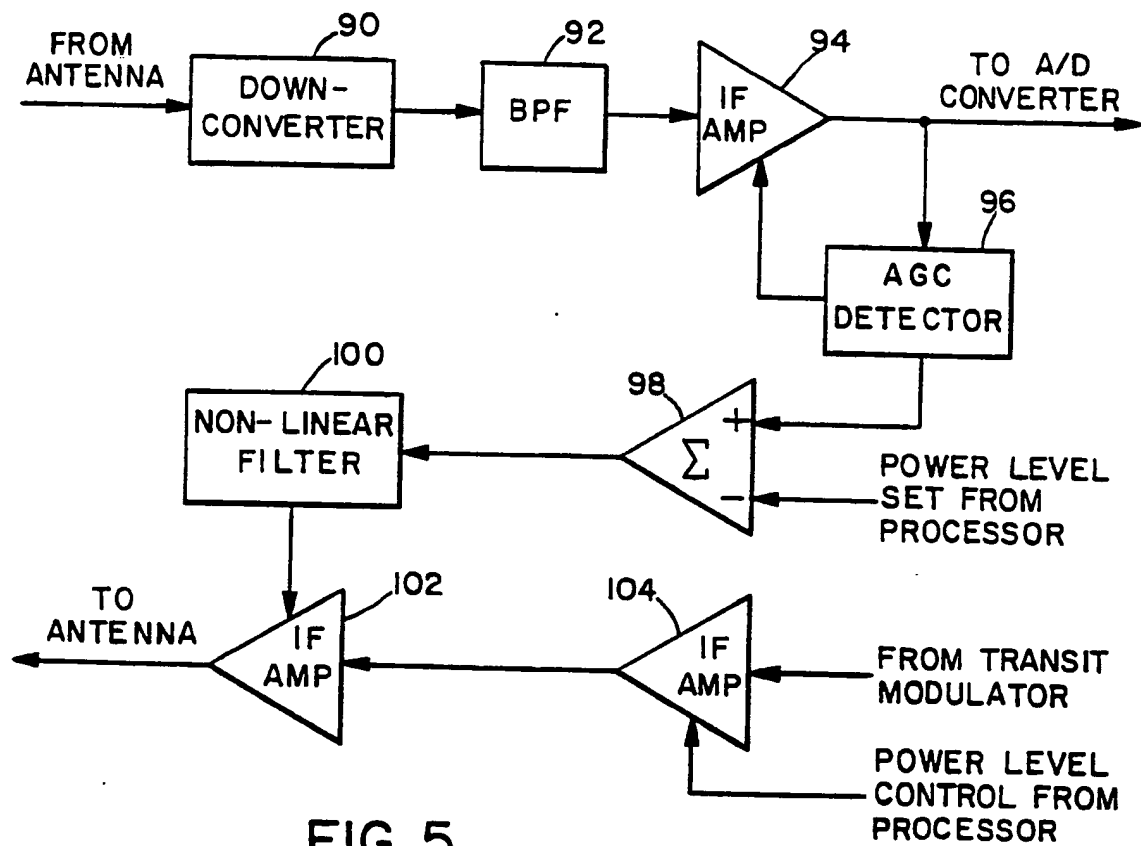 FROM
ANTENNA
90
DOWN-
CONVERTER
92
BPF
94
IF
AMP
TO A/D
CONVERTER
96
AGC
DETECTOR
100
NON-LINEAR
FILTER
98
Σ
+
-
POWER LEVEL
SET FROM
PROCESSOR
TO
ANTENNA
102
IF
AMP
104
IF
AMP
FROM TRANSIT
MODULATOR
POWER LEVEL
CONTROL FROM
PROCESSOR
FIG. 5